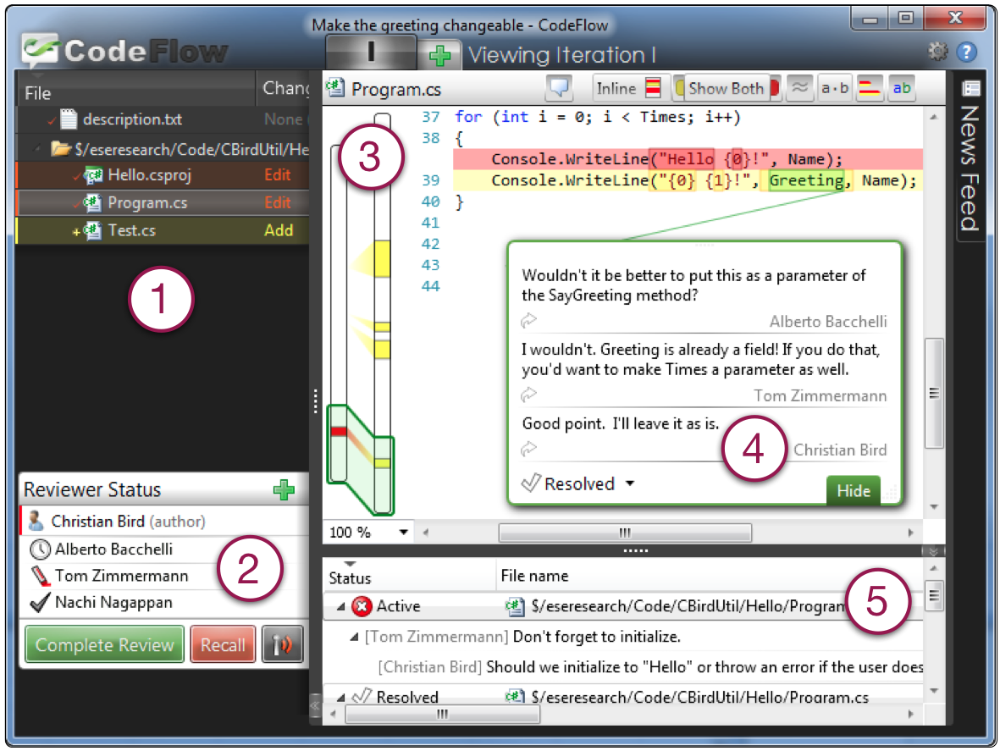 Make the greeting changeable - CodeFlow
CodeFlow
I
Viewing Iteration I
?
File
Chang
description.txt
None
$/eseresearch/Code/CBirdUtil/He
Hello.csproj
Edit
Program.cs
Edit
Test.cs
Add
1
Reviewer Status
Christian Bird (author)
Alberto Bacchelli
Tom Zimmermann
Nachi Nagappan
2
Complete Review
Recall
Program.cs
Inline
Show Both
a·b
ab
News Feed
3
37 for (int i = 0; i < Times; i++)
38 {
Console.WriteLine("Hello {0}!", Name);
39 Console.WriteLine("{0} {1}!", Greeting, Name);
40 }
41
42
43
44
Wouldn't it be better to put this as a parameter of
the SayGreeting method?
Alberto Bacchelli
I wouldn't. Greeting is already a field! If you do that,
you'd want to make Times a parameter as well.
Tom Zimmermann
Good point. I'll leave it as is.
4
Christian Bird
Resolved
Hide
100 %
Status
File name
5
Active
$/eseresearch/Code/CBirdUtil/Hello/Program
[Tom Zimmermann] Don't forget to initialize.
[Christian Bird] Should we initialize to "Hello" or throw an error if the user does
Resolved
$/eseresearch/Code/CBirdUtil/Hello/Program.cs